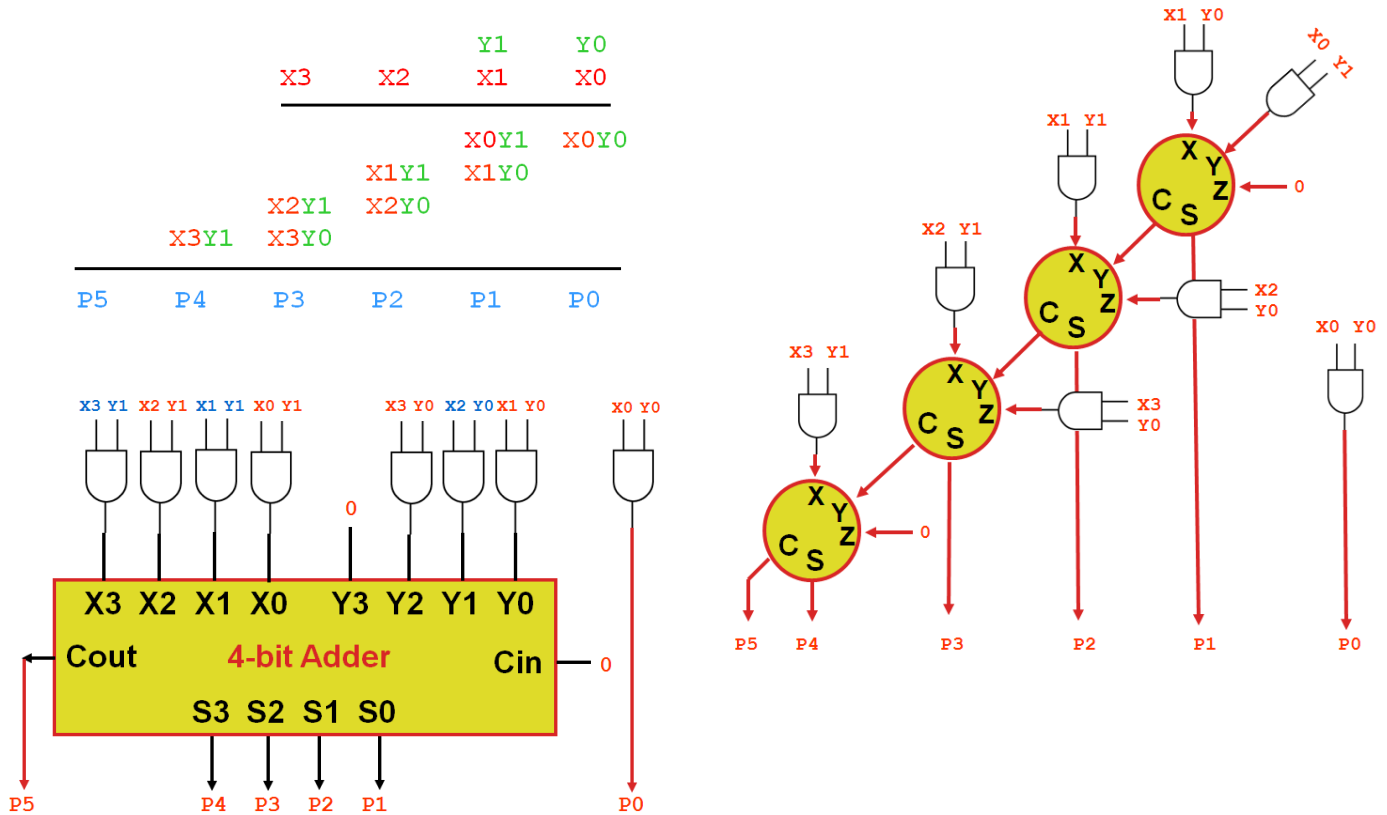 Y1 Y0
X3 X2 X1 X0
X0Y1 X0Y0
X1Y1 X1Y0
X2Y1 X2Y0
X3Y1 X3Y0
P5 P4 P3 P2 P1 P0
X3 Y1 X2 Y1 X1 Y1 X0 Y1 X3 Y0 X2 Y0 X1 Y0 X0 Y0
0
X3 X2 X1 X0 Y3 Y2 Y1 Y0
Cout 4-bit Adder Cin 0
S3 S2 S1 S0
P5 P4 P3 P2 P1 P0
X1 Y0
X0 Y1
X Y Z C S
0
X1 Y1
X Y Z C S
X2
Y0
X2 Y1
X Y Z C S
X3
Y0
X0 Y0
X3 Y1
X Y Z C S
0
P5 P4 P3 P2 P1 P0